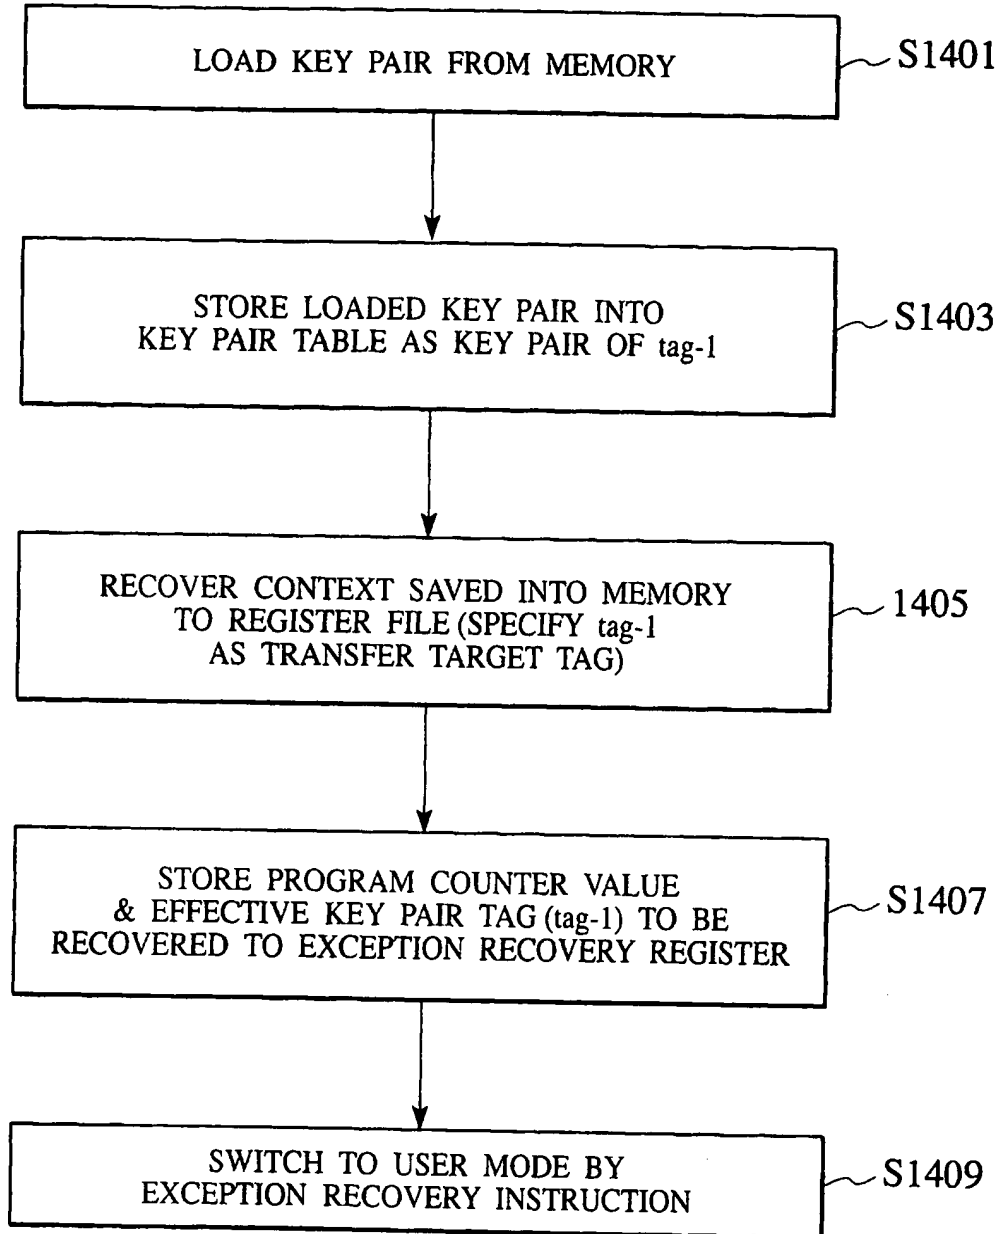 LOAD KEY PAIR FROM MEMORY
S1401
STORE LOADED KEY PAIR INTO
KEY PAIR TABLE AS KEY PAIR OF tag-1
S1403
RECOVER CONTEXT SAVED INTO MEMORY
TO REGISTER FILE (SPECIFY tag-1
AS TRANSFER TARGET TAG)
1405
STORE PROGRAM COUNTER VALUE
& EFFECTIVE KEY PAIR TAG (tag-1) TO BE
RECOVERED TO EXCEPTION RECOVERY REGISTER
S1407
SWITCH TO USER MODE BY
EXCEPTION RECOVERY INSTRUCTION
S1409